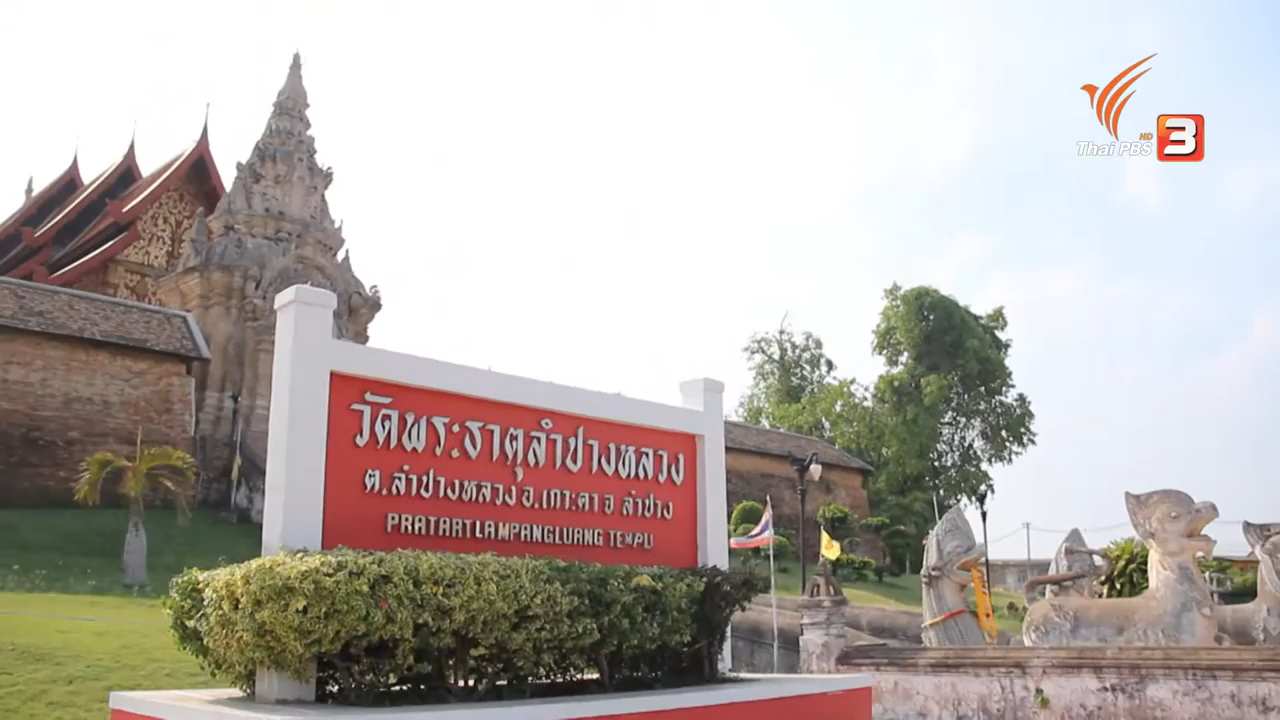 HD
Thai PBS 3
วัดพระธาตุลำปางหลวง
ต.ลำปางหลวง อ.เกาะคา จ ลำปาง
PRATARTLAMPANGLUANG TEMPLE